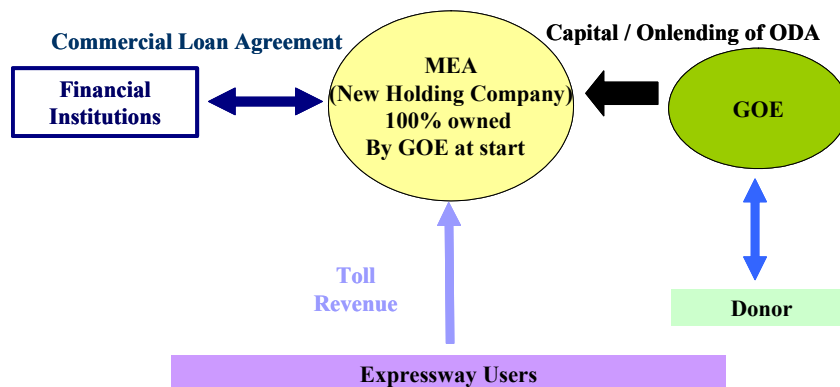 Commercial Loan Agreement
Capital / Onlending of ODA
Financial
Institutions
MEA
(New Holding Company)
100% owned
By GOE at start
GOE
Toll
Revenue
Donor
Expressway Users